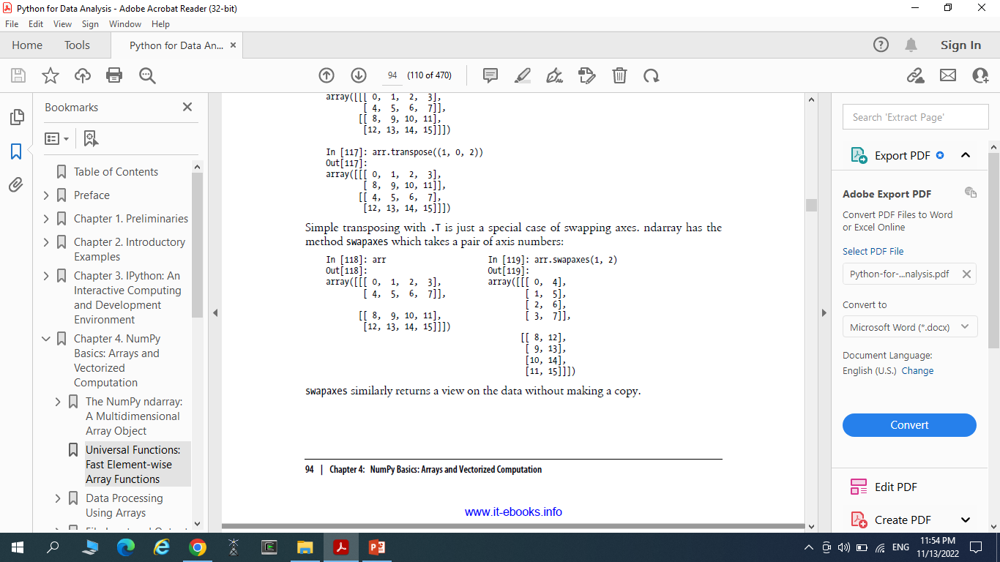 Python for Data Analysis - Adobe Acrobat Reader (32-bit)
File Edit View Sign Window Help
Home Tools Python for Data An... × Sign In
94 (110 of 470)
Bookmarks
Table of Contents
Preface
Chapter 1. Preliminaries
Chapter 2. Introductory
Examples
Chapter 3. IPython: An
Interactive Computing
and Development
Environment
Chapter 4. NumPy
Basics: Arrays and
Vectorized
Computation
The NumPy ndarray:
A Multidimensional
Array Object
Universal Functions:
Fast Element-wise
Array Functions
Data Processing
Using Arrays
array([[[ 0, 1, 2, 3],
[ 4, 5, 6, 7]],
[[ 8, 9, 10, 11],
[12, 13, 14, 15]]])
In [117]: arr.transpose((1, 0, 2))
Out[117]:
array([[[ 0, 1, 2, 3],
[ 8, 9, 10, 11]],
[[ 4, 5, 6, 7],
[12, 13, 14, 15]]])
Simple transposing with .T is just a special case of swapping axes. ndarray has the
method swapaxes which takes a pair of axis numbers:
In [118]: arr
Out[118]:
array([[[ 0, 1, 2, 3],
[ 4, 5, 6, 7]],
[[ 8, 9, 10, 11],
[12, 13, 14, 15]]])
In [119]: arr.swapaxes(1, 2)
Out[119]:
array([[[ 0, 4],
[ 1, 5],
[ 2, 6],
[ 3, 7]],
[[ 8, 12],
[ 9, 13],
[10, 14],
[11, 15]]])
swapaxes similarly returns a view on the data without making a copy.
94 | Chapter 4: NumPy Basics: Arrays and Vectorized Computation
www.it-ebooks.info
Search 'Extract Page'
Export PDF
Adobe Export PDF
Convert PDF Files to Word
or Excel Online
Select PDF File
Python-for-...nalysis.pdf
Convert to
Microsoft Word (*.docx)
Document Language:
English (U.S.) Change
Convert
Edit PDF
Create PDF
ENG
11:54 PM
11/13/2022